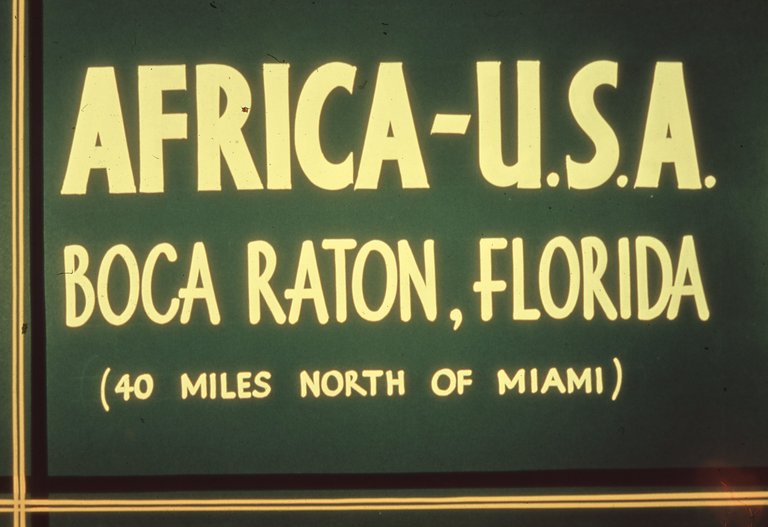 AFRICA-U.S.A.
BOCA RATON, FLORIDA
(40 MILES NORTH OF MIAMI)